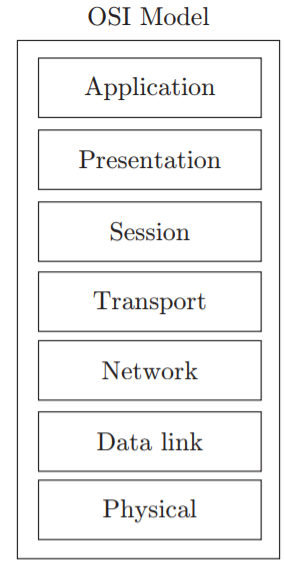 OSI Model
Application
Presentation
Session
Transport
Network
Data link
Physical